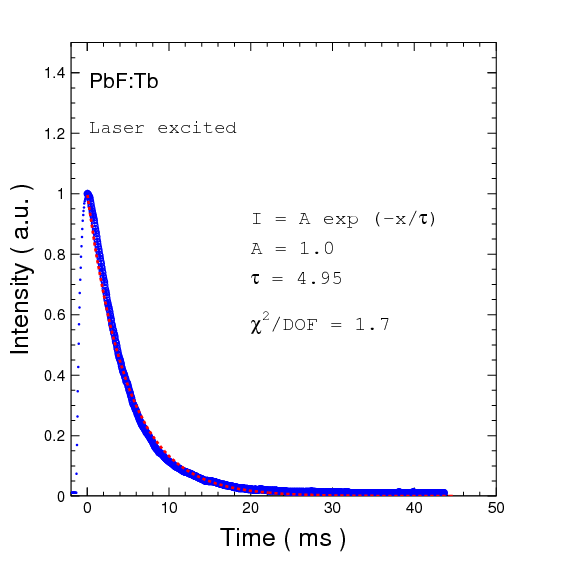 PbF:Tb
Laser excited
I = A exp (-x/τ)
A = 1.0
τ = 4.95
χ²/DOF = 1.7
Intensity ( a.u. )
1.4
1.2
1
0.8
0.6
0.4
0.2
0
0 10 20 30 40 50
Time ( ms )